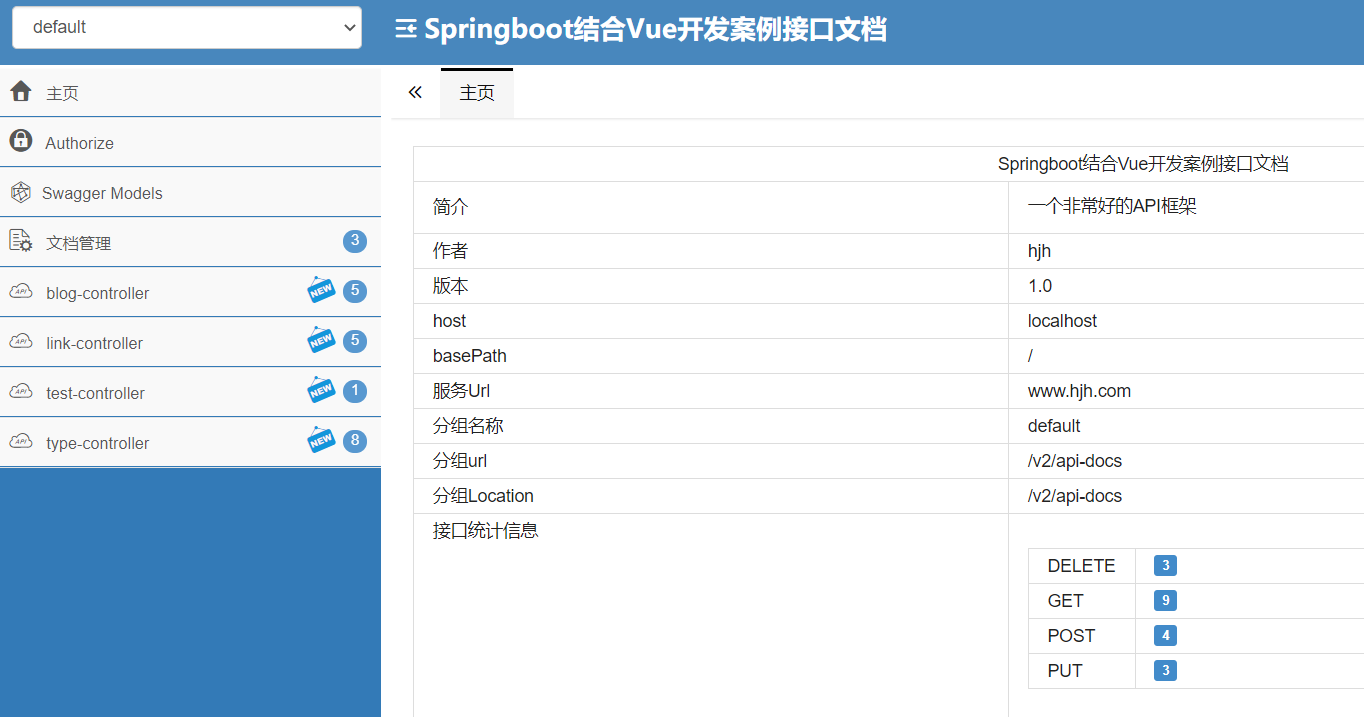 default
Springboot结合Vue开发案例接口文档
主页
Authorize
Swagger Models
文档管理 3
blog-controller NEW 5
link-controller NEW 5
test-controller NEW 1
type-controller NEW 8
主页
Springboot结合Vue开发案例接口文档
简介 一个非常好的API框架
作者 hjh
版本 1.0
host localhost
basePath /
服务Url www.hjh.com
分组名称 default
分组url /v2/api-docs
分组Location /v2/api-docs
接口统计信息
DELETE 3
GET 9
POST 4
PUT 3